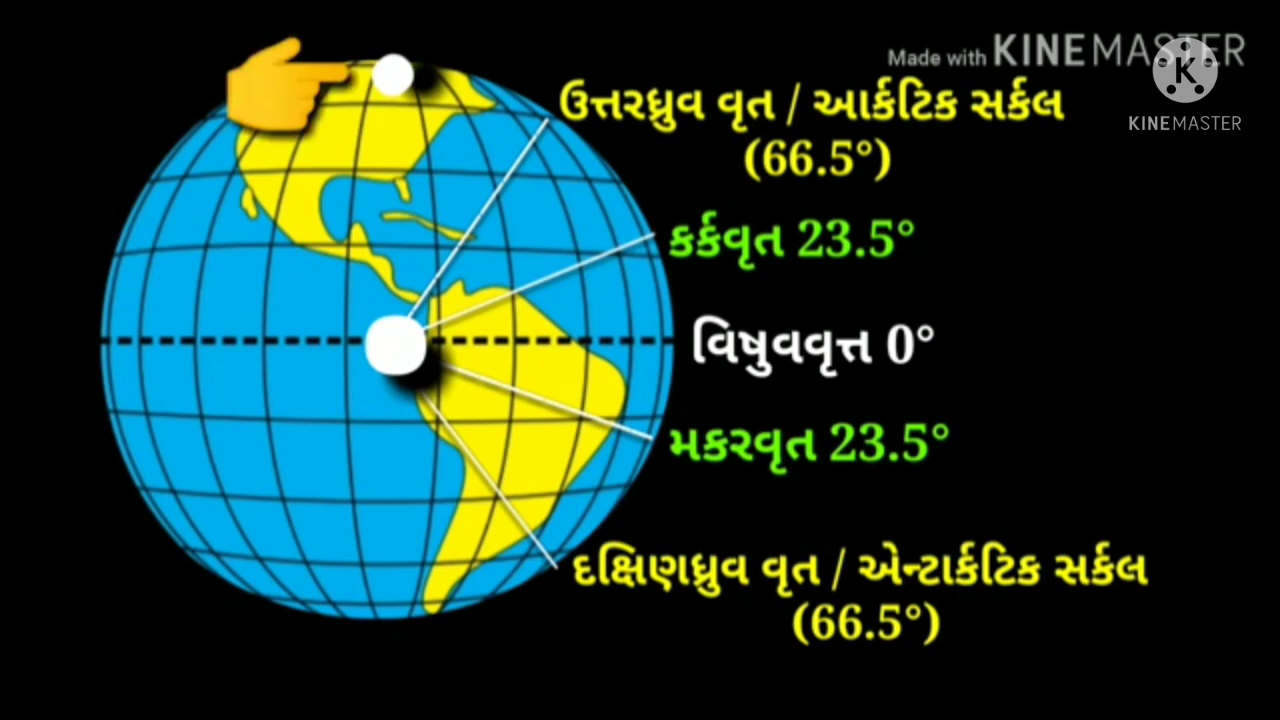 Made with KINEMASTER
K
KINEMASTER
ઉત્તરધ્રુવ વૃત / આર્કટિક સર્કલ
(66.5°)
કર્કવૃત 23.5°
વિષુવવૃત્ત 0°
મકરવૃત 23.5°
દક્ષિણધ્રુવ વૃત / એન્ટાર્કટિક સર્કલ
(66.5°)